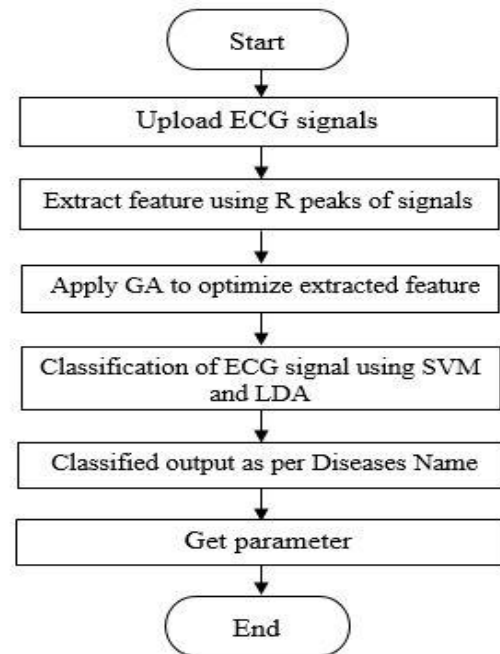 Start
Upload ECG signals
Extract feature using R peaks of signals
Apply GA to optimize extracted feature
Classification of ECG signal using SVM
and LDA
Classified output as per Diseases Name
Get parameter
End